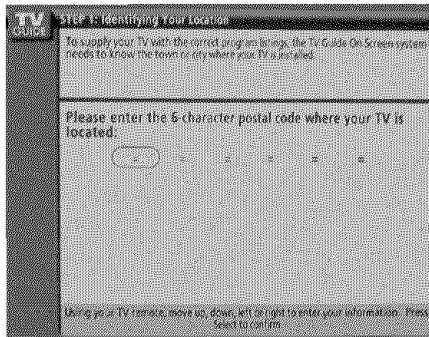 TV
GUIDE
STEP 1: Identifying Your Location
To supply your TV with the correct program listings, the TV Guide On Screen system
needs to know the town or city where your TV is installed.
Please enter the 6-character postal code where your TV is
located:
- - - - - -
Using your TV remote, move up, down, left or right to enter your information. Press
Select to confirm